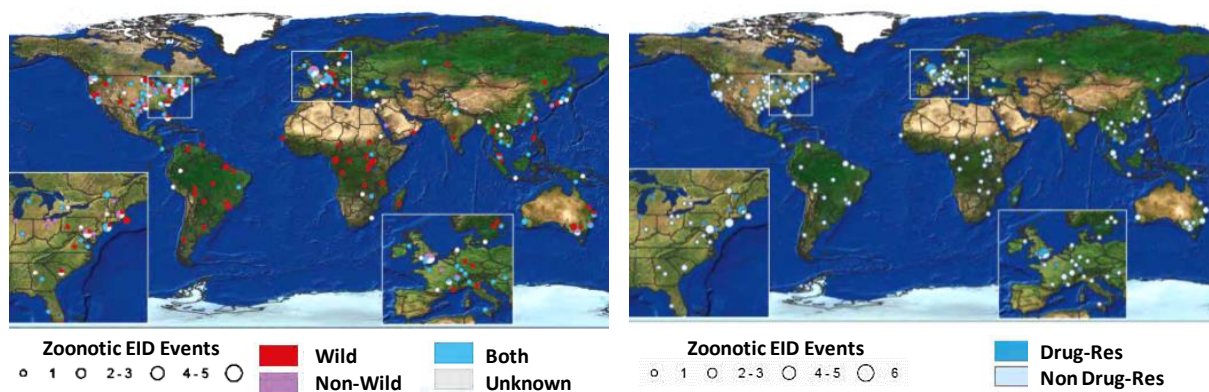 Zoonotic EID Events
1 2-3 4-5
Wild
Non-Wild
Both
Unknown
Zoonotic EID Events
1 2-3 4-5 6
Drug-Res
Non Drug-Res